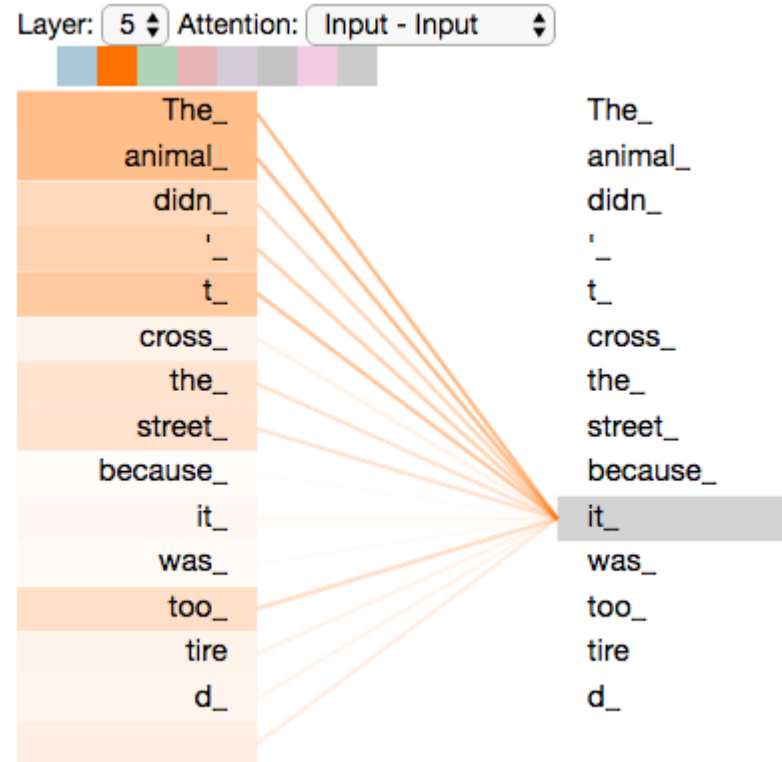 Layer: 5 Attention: Input - Input
The_ The_
animal_ animal_
didn_ didn_
'_ '_
t_ t_
cross_ cross_
the_ the_
street_ street_
because_ because_
it_ it_
was_ was_
too_ too_
tire tire
d_ d_